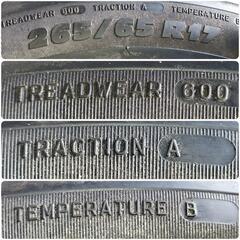 TREADWEAR 600 TRACTION A TEMPERATURE B
265/65 R17
TREADWEAR 600
TRACTION A
TEMPERATURE B